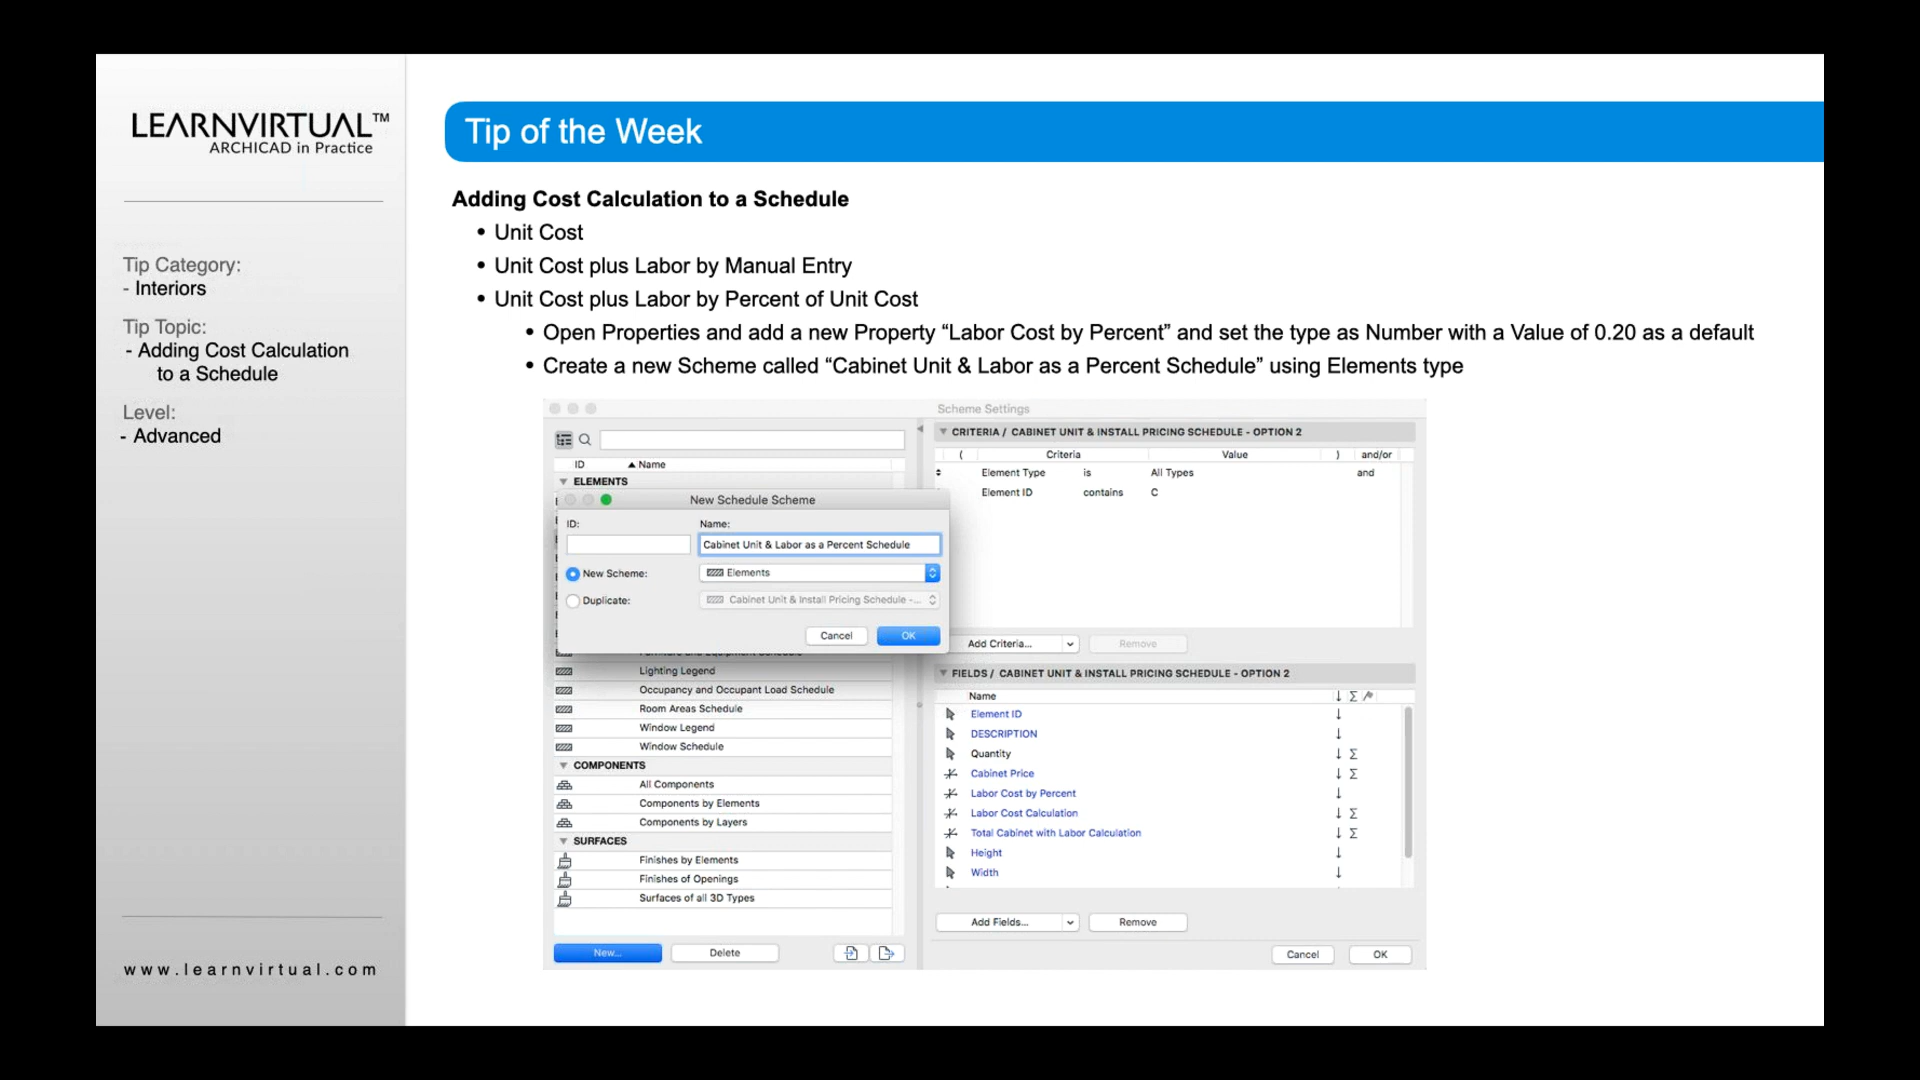 LEARNVIRTUAL™
ARCHICAD in Practice
Tip Category:
- Interiors
Tip Topic:
- Adding Cost Calculation
to a Schedule
Level:
- Advanced
www.learnvirtual.com
Tip of the Week
Adding Cost Calculation to a Schedule
• Unit Cost
• Unit Cost plus Labor by Manual Entry
• Unit Cost plus Labor by Percent of Unit Cost
• Open Properties and add a new Property “Labor Cost by Percent” and set the type as Number with a Value of 0.20 as a default
• Create a new Scheme called “Cabinet Unit & Labor as a Percent Schedule” using Elements type
Scheme Settings
ID Name
ELEMENTS
New Schedule Scheme
ID: Name:
Cabinet Unit & Labor as a Percent Schedule
New Scheme: Elements
Duplicate: Cabinet Unit & Install Pricing Schedule -...
Cancel OK
Lighting Legend
Occupancy and Occupant Load Schedule
Room Areas Schedule
Window Legend
Window Schedule
COMPONENTS
All Components
Components by Elements
Components by Layers
SURFACES
Finishes by Elements
Finishes of Openings
Surfaces of all 3D Types
New... Delete
CRITERIA / CABINET UNIT & INSTALL PRICING SCHEDULE - OPTION 2
( Criteria Value ) and/or
Element Type is All Types and
Element ID contains C
Add Criteria... Remove
FIELDS / CABINET UNIT & INSTALL PRICING SCHEDULE - OPTION 2
Name ↓ Σ
Element ID ↓
DESCRIPTION ↓
Quantity ↓ Σ
Cabinet Price ↓ Σ
Labor Cost by Percent ↓
Labor Cost Calculation ↓ Σ
Total Cabinet with Labor Calculation ↓ Σ
Height ↓
Width ↓
Add Fields... Remove
Cancel OK